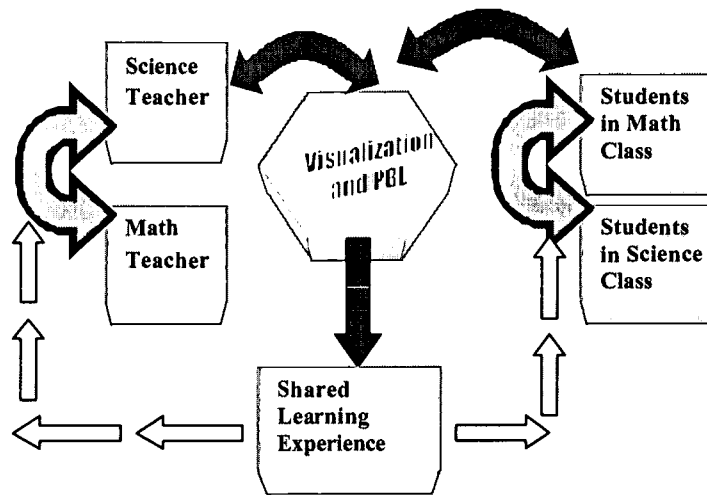 Science
Teacher
Math
Teacher
Visualization
and PBL
Students
in Math
Class
Students
in Science
Class
Shared
Learning
Experience